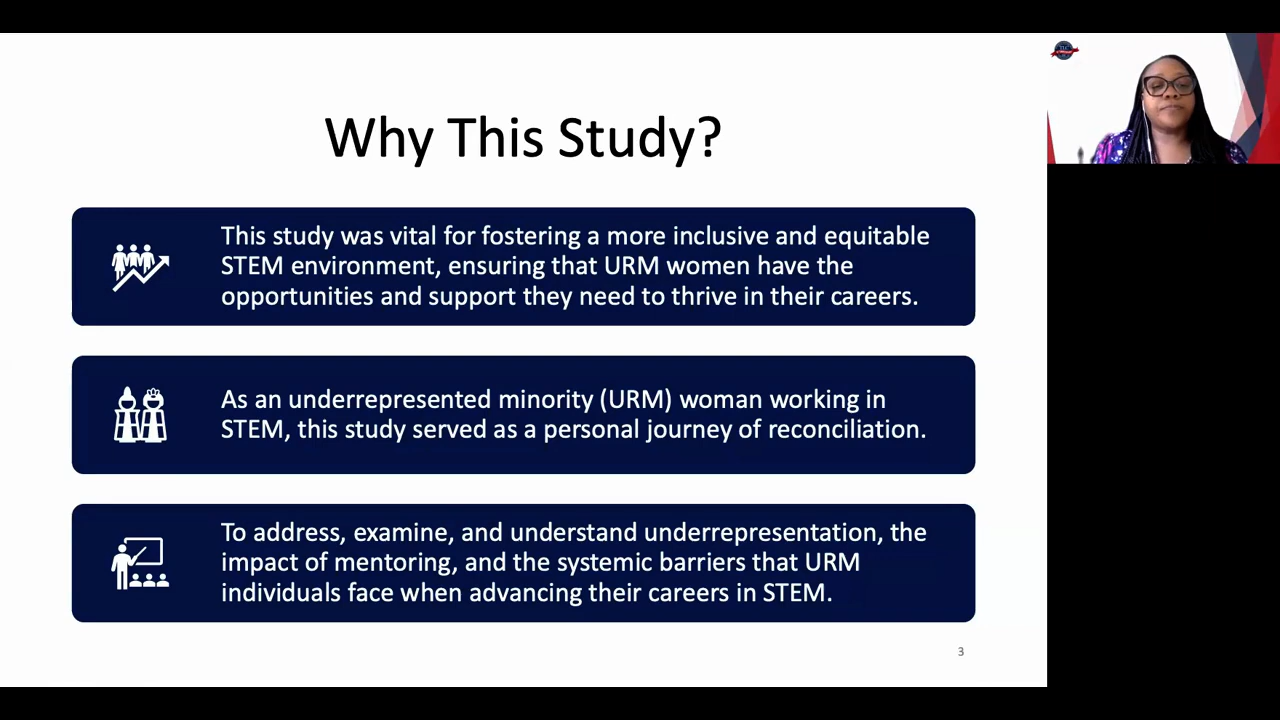 Why This Study?
This study was vital for fostering a more inclusive and equitable
STEM environment, ensuring that URM women have the
opportunities and support they need to thrive in their careers.
As an underrepresented minority (URM) woman working in
STEM, this study served as a personal journey of reconciliation.
To address, examine, and understand underrepresentation, the
impact of mentoring, and the systemic barriers that URM
individuals face when advancing their careers in STEM.
3